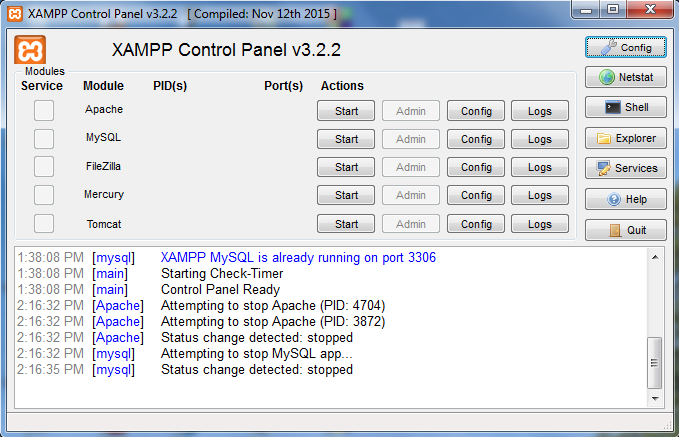 XAMPP Control Panel v3.2.2 [ Compiled: Nov 12th 2015 ]
XAMPP Control Panel v3.2.2
Config
Modules
Service Module PID(s) Port(s) Actions
Netstat
Apache Start Admin Config Logs
Shell
MySQL Start Admin Config Logs
Explorer
FileZilla Start Admin Config Logs
Services
Mercury Start Admin Config Logs
Help
Tomcat Start Admin Config Logs
Quit
1:38:08 PM [mysql] XAMPP MySQL is already running on port 3306
1:38:08 PM [main] Starting Check-Timer
1:38:08 PM [main] Control Panel Ready
2:16:32 PM [Apache] Attempting to stop Apache (PID: 4704)
2:16:32 PM [Apache] Attempting to stop Apache (PID: 3872)
2:16:32 PM [Apache] Status change detected: stopped
2:16:32 PM [mysql] Attempting to stop MySQL app...
2:16:35 PM [mysql] Status change detected: stopped